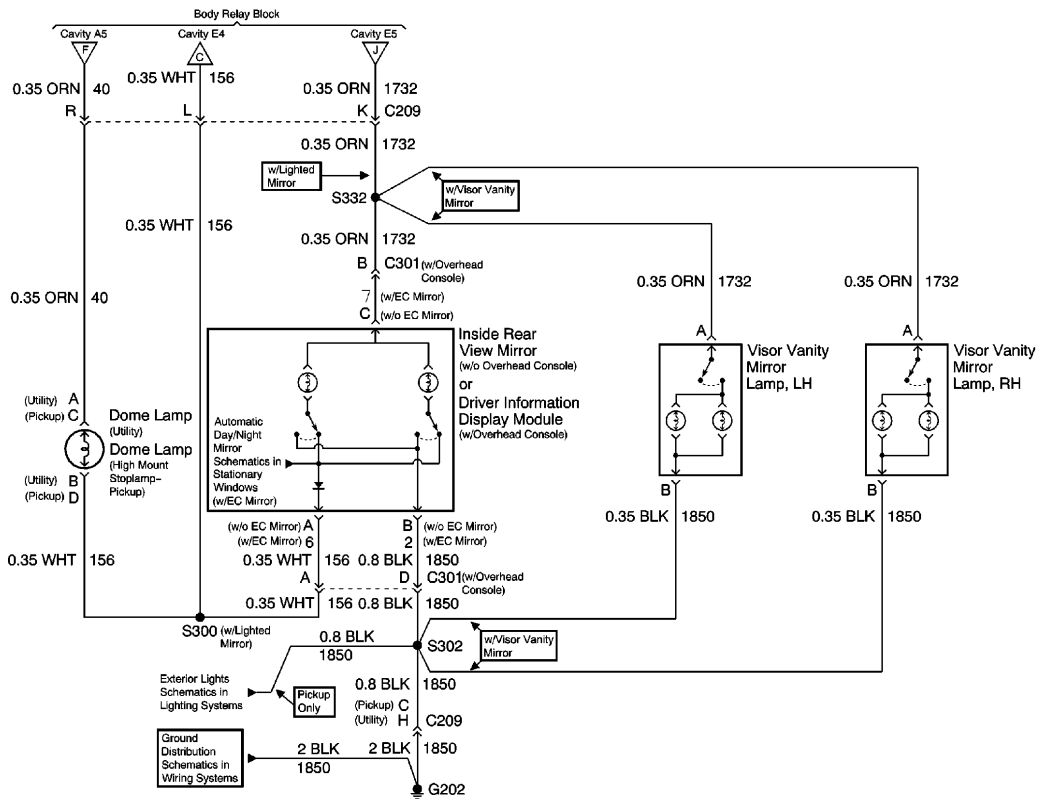 Body Relay Block
Cavity A5
Cavity E4
Cavity E5
F
C
J
0.35 ORN 40
0.35 WHT 156
0.35 ORN 1732
R
L
K C209
0.35 ORN 1732
w/Lighted
Mirror
S332
w/Visor Vanity
Mirror
0.35 WHT 156
0.35 ORN 1732
B C301 (w/Overhead
Console)
0.35 ORN 40
7 (w/EC Mirror)
C (w/o EC Mirror)
0.35 ORN 1732
0.35 ORN 1732
A
A
Inside Rear
View Mirror
(w/o Overhead Console)
or
Driver Information
Display Module
(w/Overhead Console)
Visor Vanity
Mirror
Lamp, LH
Visor Vanity
Mirror
Lamp, RH
(Utility) A
(Pickup) C
Dome Lamp
(Utility)
Dome Lamp
(High Mount
Stoplamp-
Pickup)
(Utility) B
(Pickup) D
Automatic
Day/Night
Mirror
Schematics in
Stationary
Windows
(w/EC Mirror)
B
B
0.35 BLK 1850
0.35 BLK 1850
(w/o EC Mirror) A
(w/EC Mirror) 6
B (w/o EC Mirror)
2 (w/EC Mirror)
0.35 WHT 156
0.35 WHT 156
0.8 BLK 1850
A
D C301 (w/Overhead
Console)
0.35 WHT 156
0.8 BLK 1850
S300 (w/Lighted
Mirror)
0.8 BLK
1850
S302
w/Visor Vanity
Mirror
Exterior Lights
Schematics in
Lighting Systems
Pickup
Only
0.8 BLK 1850
(Pickup) C
(Utility) H C209
Ground
Distribution
Schematics in
Wiring Systems
2 BLK
1850
2 BLK 1850
G202